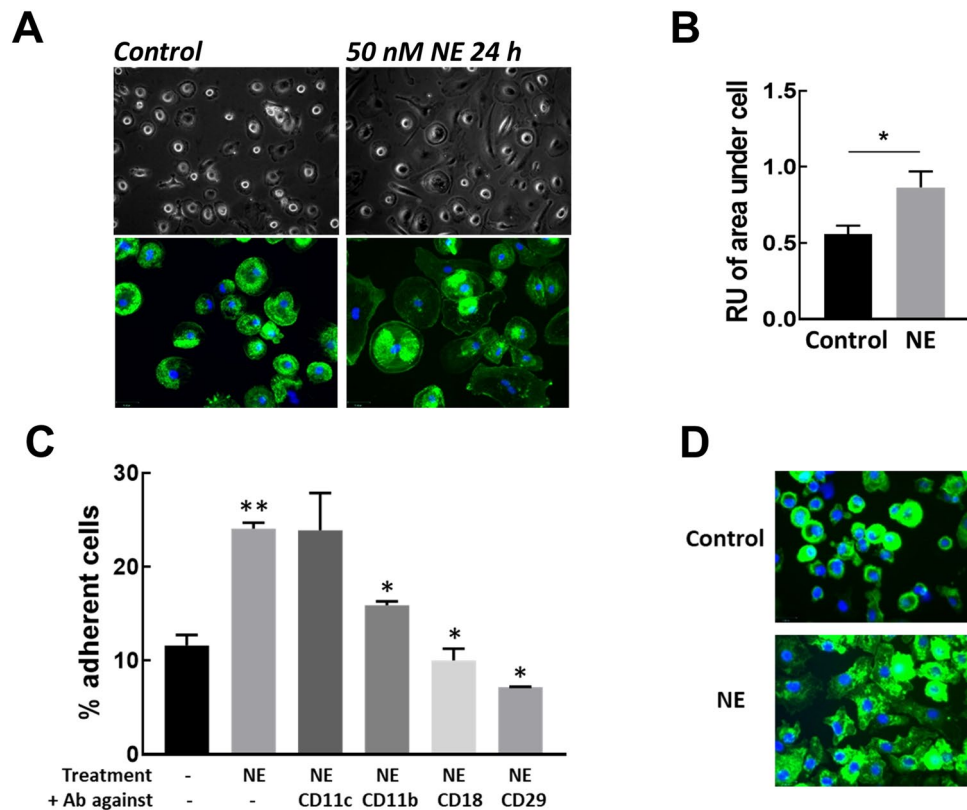 A
Control
50 nM NE 24 h
B
1.5
1.0
0.5
0.0
RU of area under cell
*
Control NE
C
30
20
10
0
% adherent cells
**
*
*
*
Treatment - NE NE NE NE NE
+ Ab against - - CD11c CD11b CD18 CD29
D
Control
NE